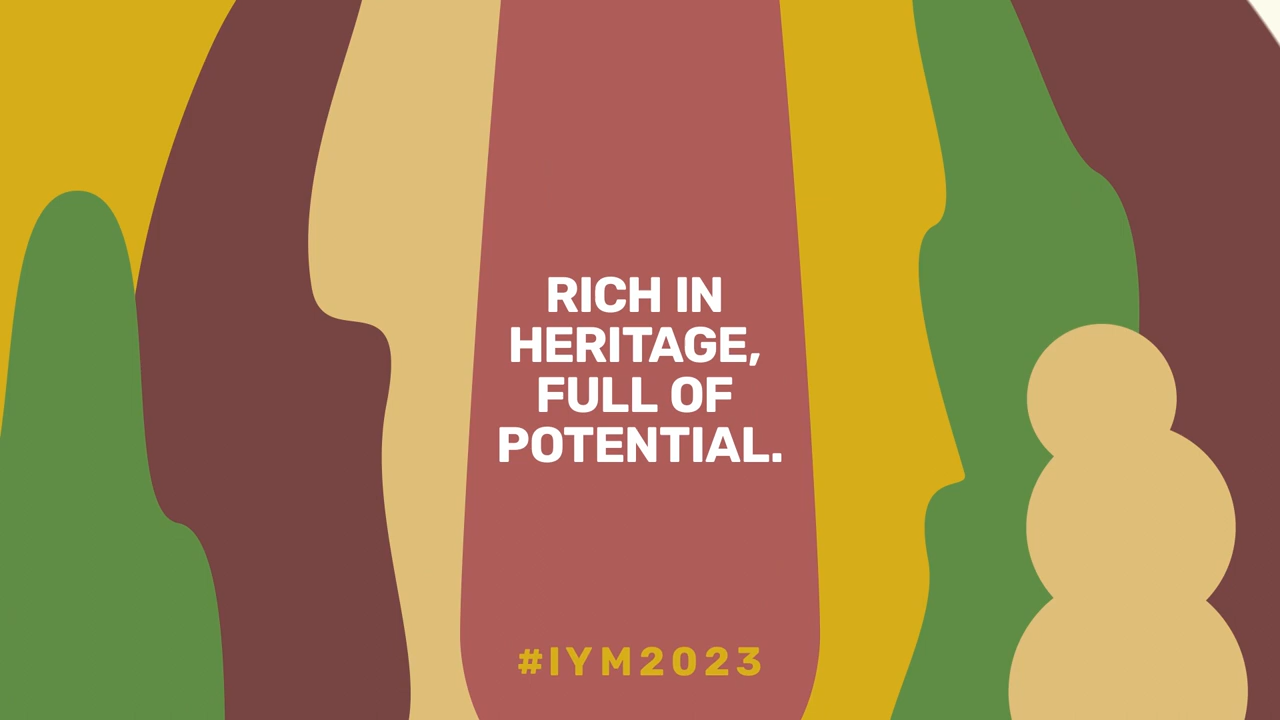 RICH IN
HERITAGE,
FULL OF
POTENTIAL.
#IYM2023